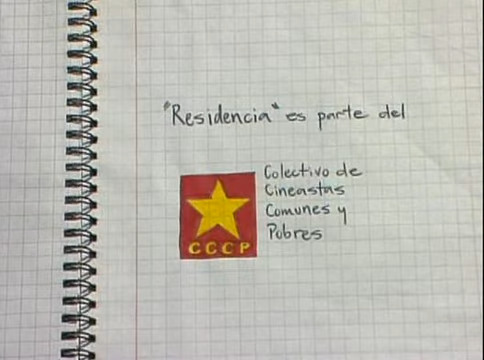 "Residencia" es parte del
Colectivo de
Cineastas
Comunes y
Pobres
CCCP